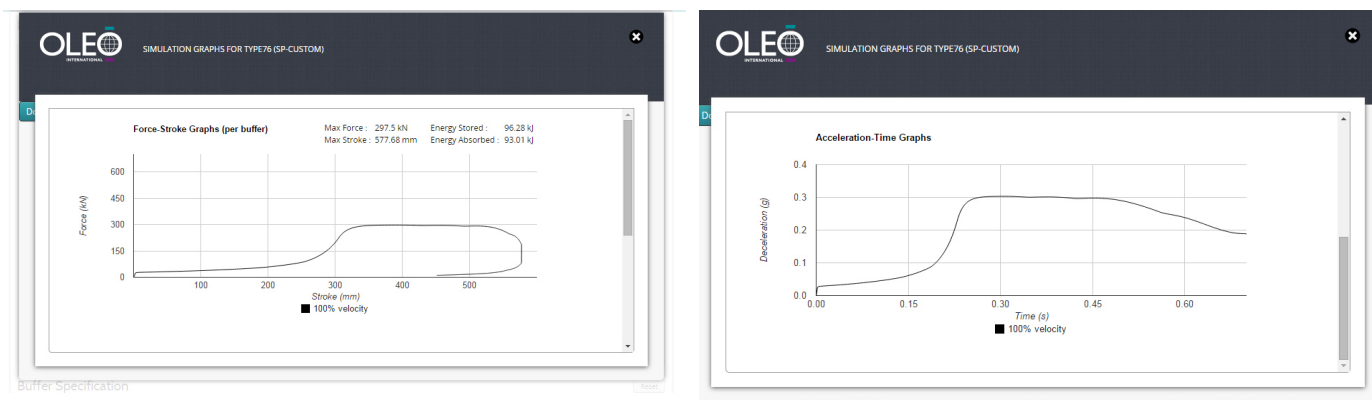 OLEO
INTERNATIONAL
SIMULATION GRAPHS FOR TYPE76 (SP-CUSTOM)
Force-Stroke Graphs (per buffer)
Max Force : 297.5 kN Energy Stored : 96.28 kJ
Max Stroke : 577.68 mm Energy Absorbed : 93.01 kJ
600
450
300
150
0
Force (kN)
100 200 300 400 500
Stroke (mm)
100% velocity
Buffer Specification
Reset
OLEO
INTERNATIONAL
SIMULATION GRAPHS FOR TYPE76 (SP-CUSTOM)
Acceleration-Time Graphs
0.4
0.3
0.2
0.1
0.0
Deceleration (g)
0.00 0.15 0.30 0.45 0.60
Time (s)
100% velocity